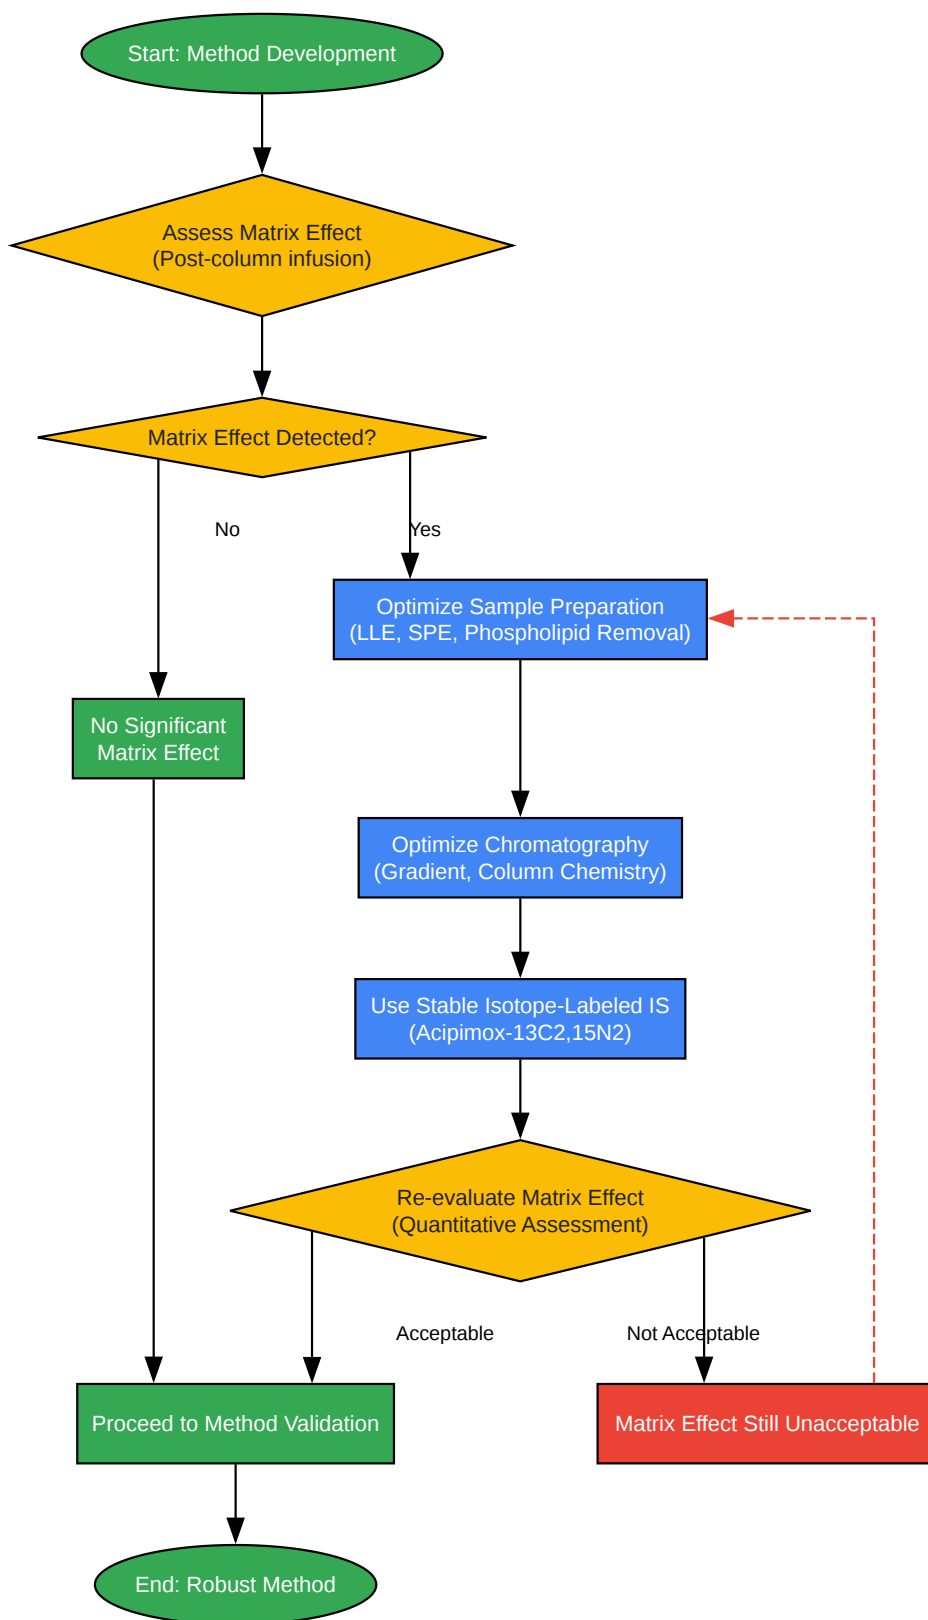 Start: Method Development
Assess Matrix Effect
(Post-column infusion)
Matrix Effect Detected?
No
Yes
Optimize Sample Preparation
(LLE, SPE, Phospholipid Removal)
No Significant
Matrix Effect
Optimize Chromatography
(Gradient, Column Chemistry)
Use Stable Isotope-Labeled IS
(Acipimox-13C2,15N2)
Re-evaluate Matrix Effect
(Quantitative Assessment)
Acceptable
Not Acceptable
Proceed to Method Validation
Matrix Effect Still Unacceptable
End: Robust Method